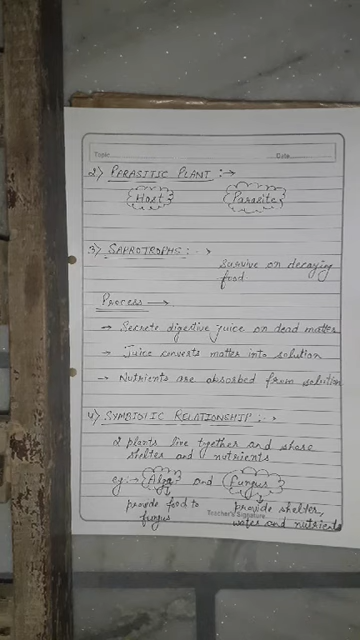 Topic
Date
2) PARASITIC PLANT :→
Host
Parasite
3) SAPROTROPHS :- →
Survive on decaying
food
Process →
→ Secrete digestive juice on dead matter
→ Juice converts matter into solution
→ Nutrients are absorbed from solution
4) SYMBIOTIC RELATIONSHIP :- →
2 plants live together and share
shelter and nutrients
eg:→ Alga and fungus
provide food to
fungus
provide shelter,
water and nutrients
Teacher's Signature